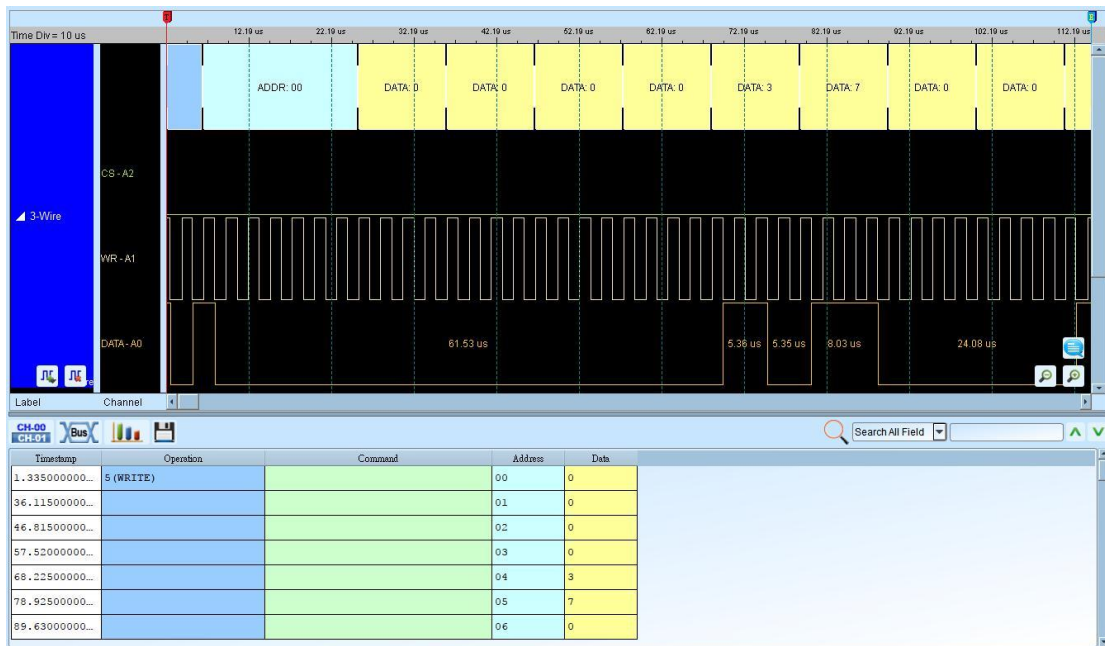 Time Div = 10 us
12.19 us 22.19 us 32.19 us 42.19 us 52.19 us 62.19 us 72.19 us 82.19 us 92.19 us 102.19 us 112.19 us
ADDR: 00 DATA: 0 DATA: 0 DATA: 0 DATA: 0 DATA: 3 DATA: 7 DATA: 0 DATA: 0
CS - A2
3-Wire
WR - A1
DATA - A0 61.53 us 5.36 us 5.35 us 8.03 us 24.08 us
Label Channel
CH-00
CH-01 Bus Search All Field
Timestamp Operation Command Address Data
1.335000000... 5 (WRITE) 00 0
36.11500000... 01 0
46.81500000... 02 0
57.52000000... 03 0
68.22500000... 04 3
78.92500000... 05 7
89.63000000... 06 0